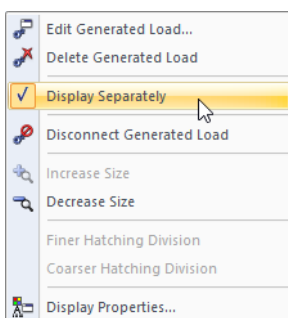 Edit Generated Load...
Delete Generated Load
Display Separately
Disconnect Generated Load
Increase Size
Decrease Size
Finer Hatching Division
Coarser Hatching Division
Display Properties...